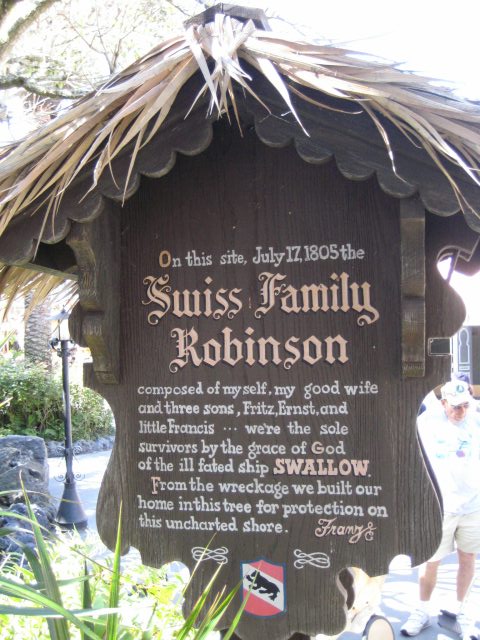 On this site, July 17, 1805 the
Swiss Family
Robinson
composed of myself, my good wife
and three sons, Fritz, Ernst, and
little Francis ... we're the sole
survivors by the grace of God
of the ill fated ship SWALLOW.
From the wreckage we built our
home in this tree for protection on
this uncharted shore. Franz